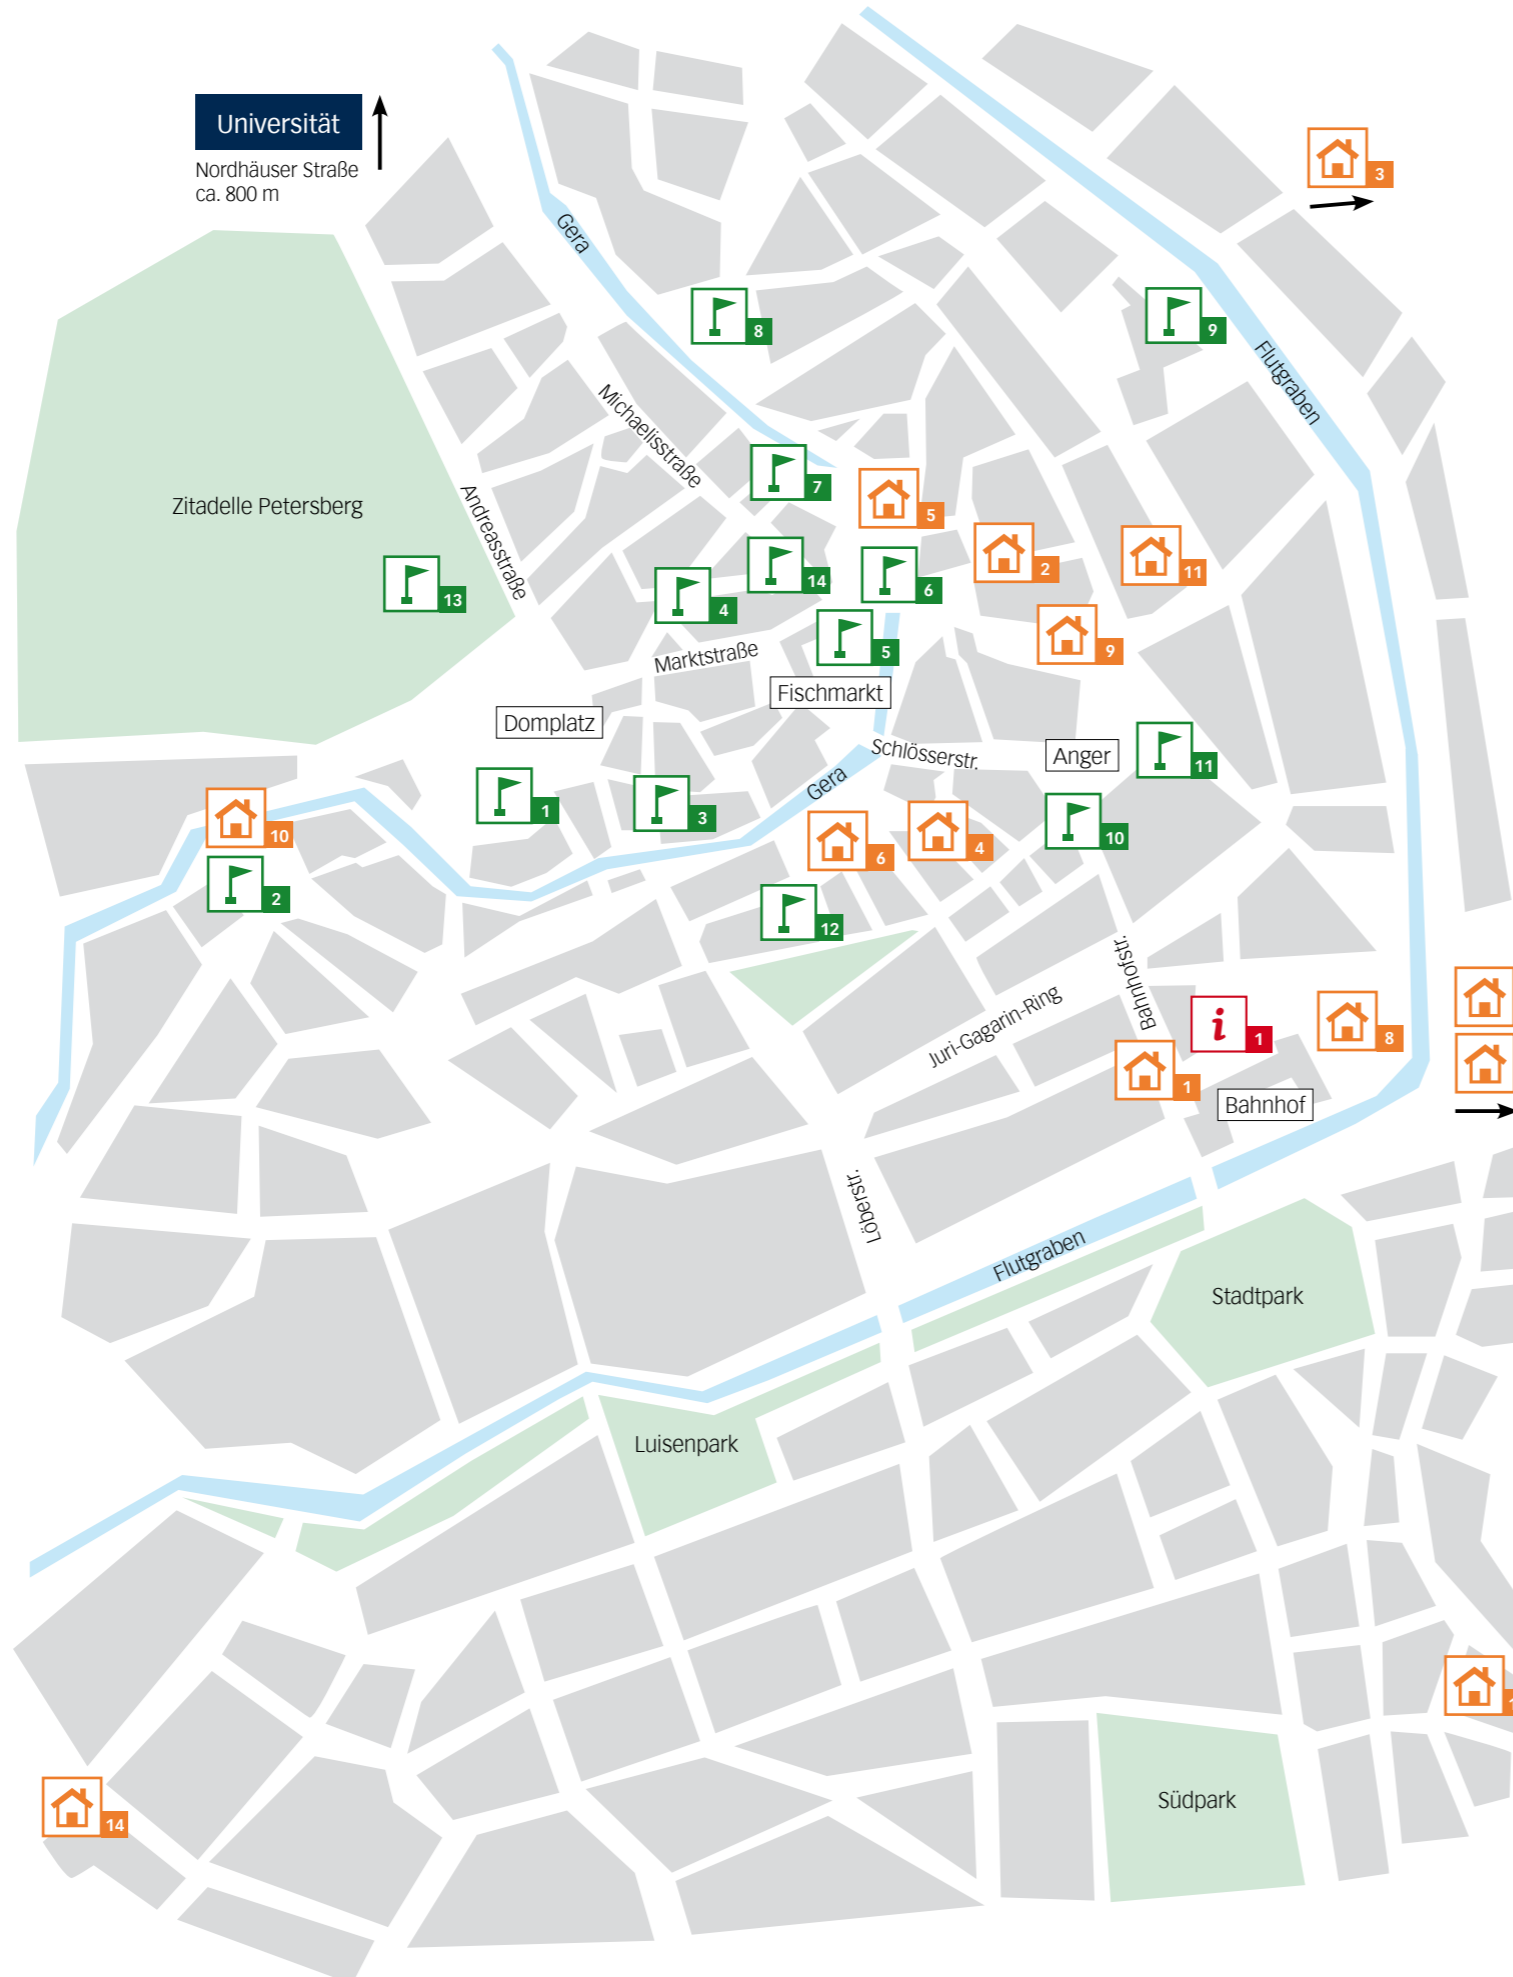 Universität
Nordhäuser Straße
ca. 800 m
3
Gera
8
9
Flutgraben
Michaelisstraße
7
5
Zitadelle Petersberg
Andreasstraße
13
4
14
6
2
11
9
5
Marktstraße
Fischmarkt
Domplatz
Schlösserstr.
Anger
11
Gera
1
3
10
10
6
4
2
12
Bahnhofstr.
Juri-Gagarin-Ring
i
1
8
1
Bahnhof
Löberstr.
Flutgraben
Stadtpark
Luisenpark
Südpark
14